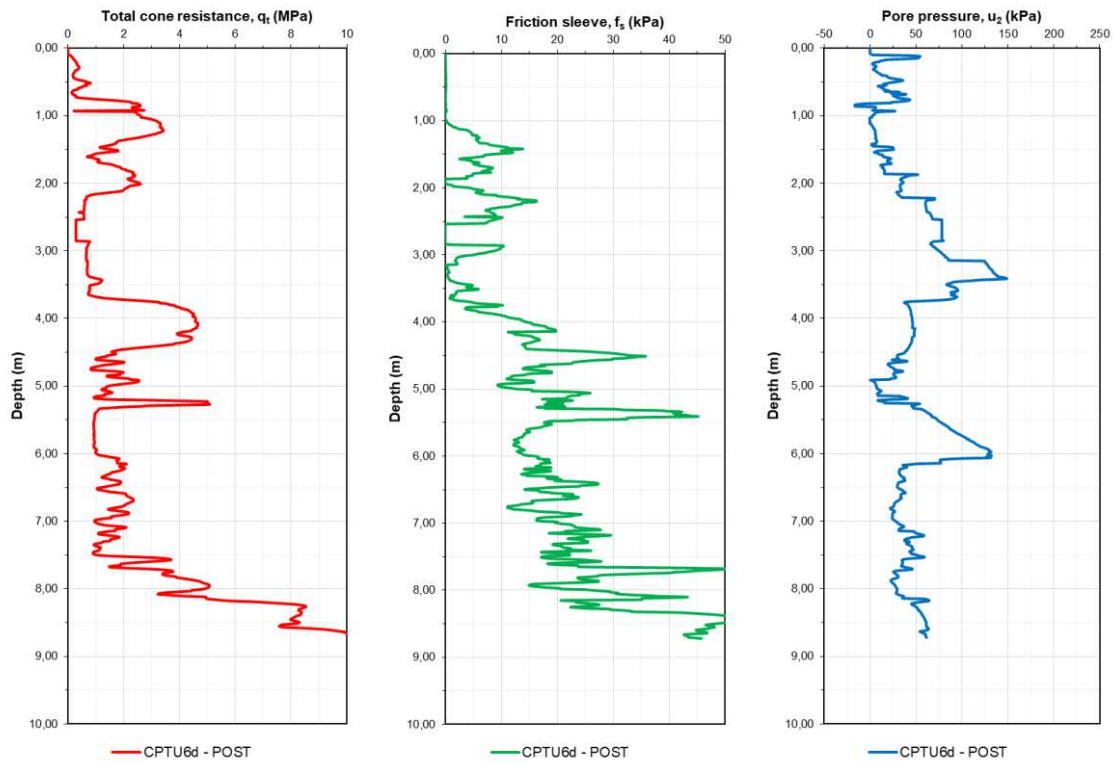 Total cone resistance, qt (MPa)
0 2 4 6 8 10
0,00
1,00
2,00
3,00
4,00
5,00
6,00
7,00
8,00
9,00
10,00
Depth (m)
CPTU6d - POST
Friction sleeve, fs (kPa)
0 10 20 30 40 50
0,00
1,00
2,00
3,00
4,00
5,00
6,00
7,00
8,00
9,00
10,00
Depth (m)
CPTU6d - POST
Pore pressure, u2 (kPa)
-50 0 50 100 150 200 250
0,00
1,00
2,00
3,00
4,00
5,00
6,00
7,00
8,00
9,00
10,00
Depth (m)
CPTU6d - POST